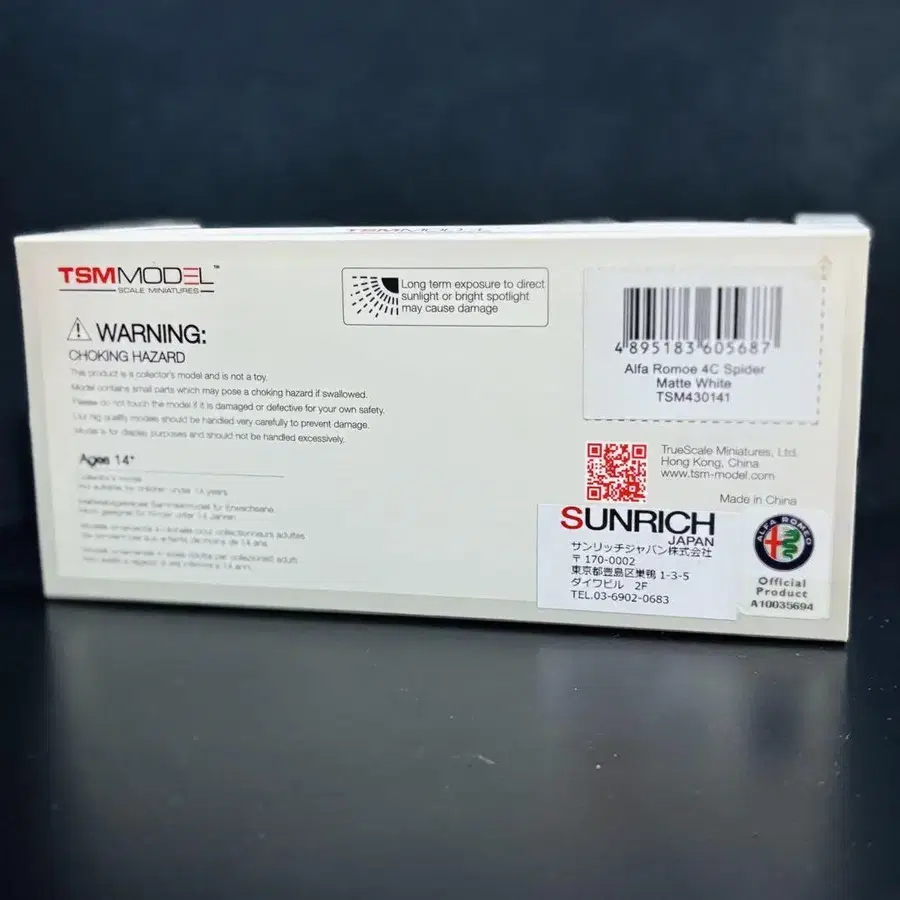 TSMMODEL™
SCALE MINIATURES
WARNING:
CHOKING HAZARD
This product is a collector's model and is not a toy.
Model contains small parts which may pose a choking hazard if swallowed.
Please do not touch the model if it is damaged or defective for your own safety.
Our hig quality models should be handled very carefully to prevent damage.
Model is for display purposes and should not be handled excessively.
Ages 14+
Long term exposure to direct
sunlight or bright spotlight
may cause damage
4 895183 605687
Alfa Romoe 4C Spider
Matte White
TSM430141
TrueScale Miniatures, Ltd.
Hong Kong, China
www.tsm-model.com
Made in China
SUNRICH
JAPAN
サンリッチジャパン株式会社
〒170-0002
東京都豊島区巣鴨 1-3-5
ダイワビル 2F
TEL.03-6902-0683
ALFA ROMEO
Official
Product
A10035694